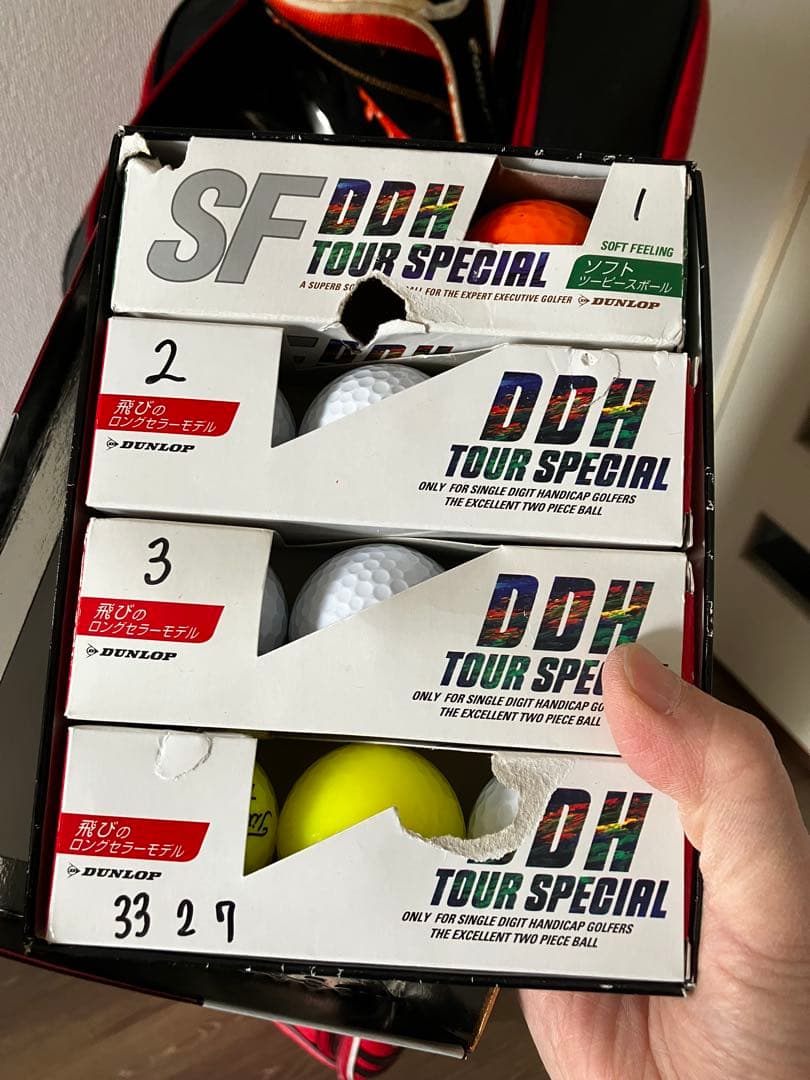 SF DDH
TOUR SPECIAL
1
SOFT FEELING
ソフト
ツーピースボール
A SUPERB BALL FOR THE EXPERT EXECUTIVE GOLFER
DUNLOP
DDH
2
飛びの
ロングセラーモデル
DUNLOP
DDH
TOUR SPECIAL
ONLY FOR SINGLE DIGIT HANDICAP GOLFERS
THE EXCELLENT TWO PIECE BALL
3
飛びの
ロングセラーモデル
DUNLOP
DDH
TOUR SPE
ONLY FOR SINGLE DIGIT HANDICAP GO
THE EXCELLENT TWO PIECE BALL
飛びの
ロングセラーモデル
DUNLOP
33 2 7
DDH
TOUR SPECIAL
ONLY FOR SINGLE DIGIT HANDICAP GOLFERS
THE EXCELLENT TWO PIECE BALL